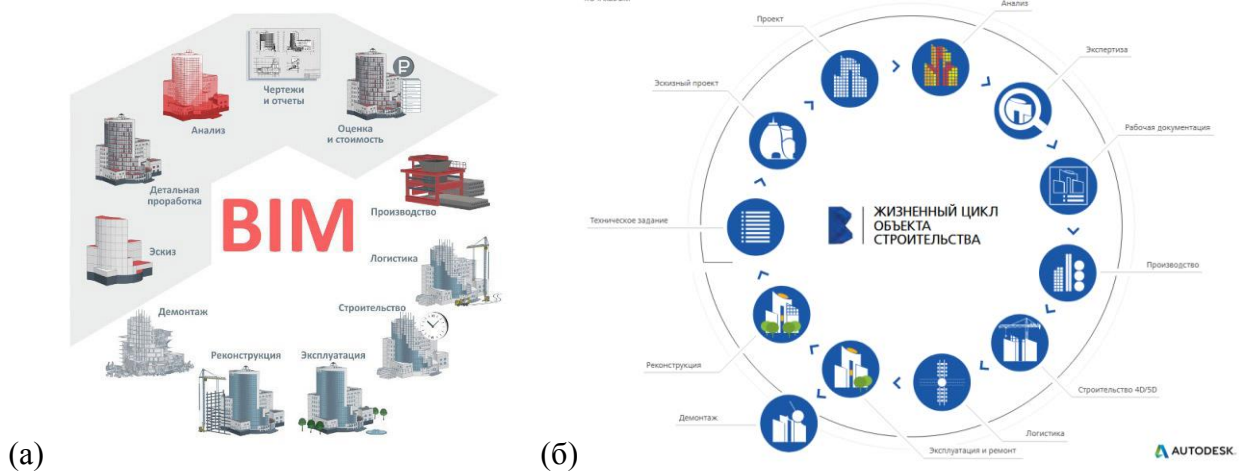 Чертежи
и отчеты
Анализ
Оценка
и стоимость
Детальная
проработка
BIM
Производство
Эскиз
Логистика
Демонтаж
Строительство
Реконструкция
Эксплуатация
(а)
Анализ
Проект
Экспертиза
Эскизный проект
Рабочая документация
Техническое задание
ЖИЗНЕННЫЙ ЦИКЛ
ОБЪЕКТА
СТРОИТЕЛЬСТВА
Производство
Реконструкция
Строительство 4D/5D
Демонтаж
Логистика
Эксплуатация и ремонт
AUTODESK.
(б)